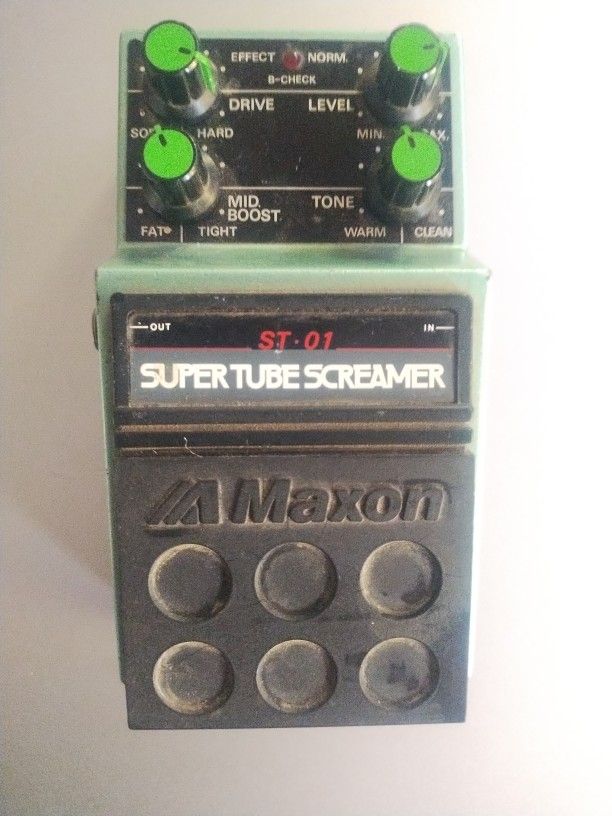 EFFECT NORM.
B-CHECK
DRIVE LEVEL
HARD MIN.
MID. TONE
BOOST.
FAT TIGHT WARM CLEAN
OUT IN
ST·01
SUPER TUBE SCREAMER
Maxon